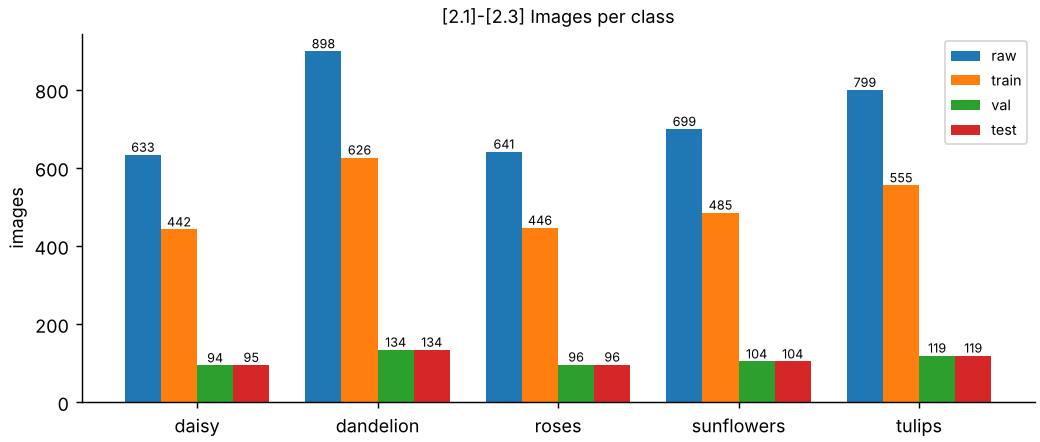 [2.1]-[2.3] Images per class
raw
train
val
test
images
800
600
400
200
0
633
442
94
95
898
626
134
134
641
446
96
96
699
485
104
104
799
555
119
119
daisy
dandelion
roses
sunflowers
tulips